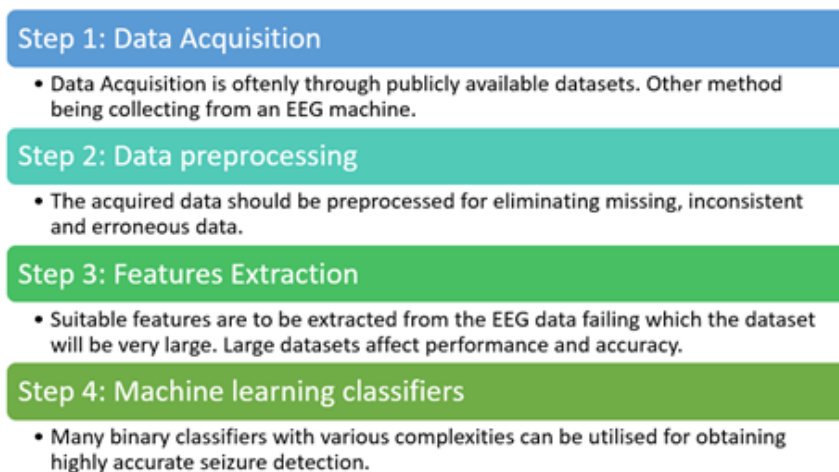 Step 1: Data Acquisition
• Data Acquisition is oftenly through publicly available datasets. Other method
being collecting from an EEG machine.
Step 2: Data preprocessing
• The acquired data should be preprocessed for eliminating missing, inconsistent
and erroneous data.
Step 3: Features Extraction
• Suitable features are to be extracted from the EEG data failing which the dataset
will be very large. Large datasets affect performance and accuracy.
Step 4: Machine learning classifiers
• Many binary classifiers with various complexities can be utilised for obtaining
highly accurate seizure detection.